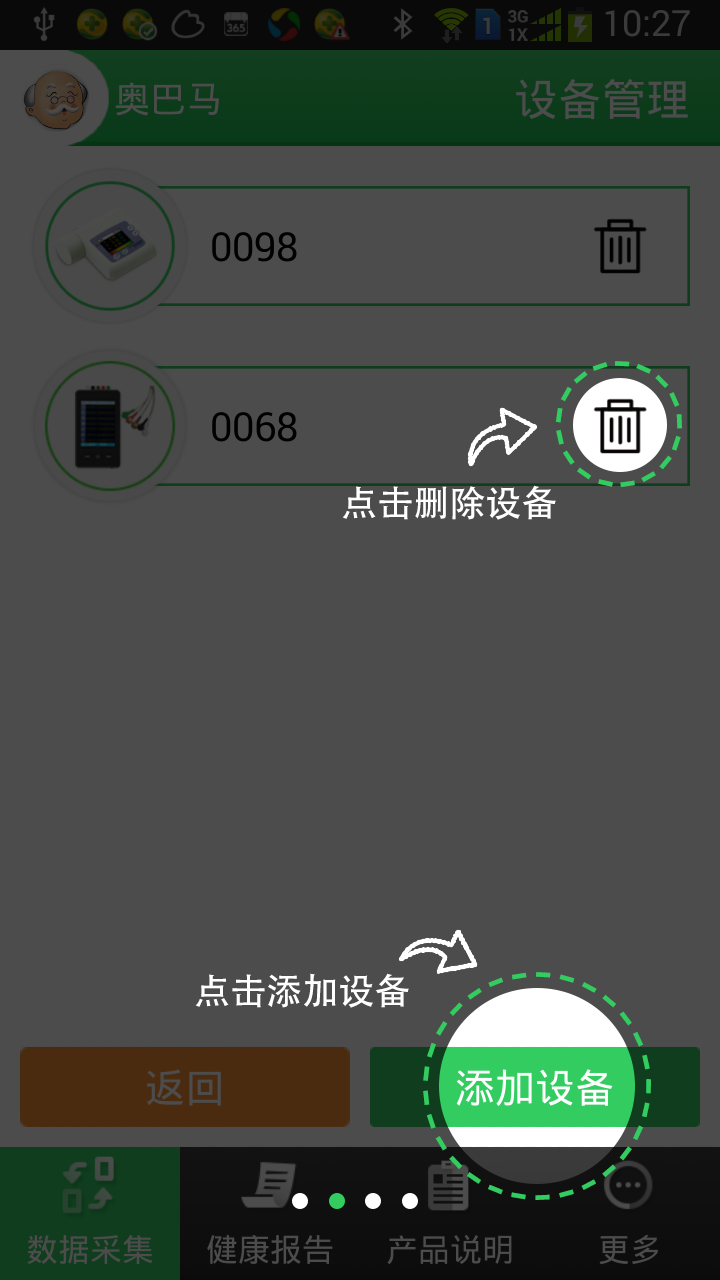 365
1
3G
1X
10:27
奥巴马
设备管理
0098
0068
点击删除设备
点击添加设备
返回
添加设备
数据采集
健康报告
产品说明
更多